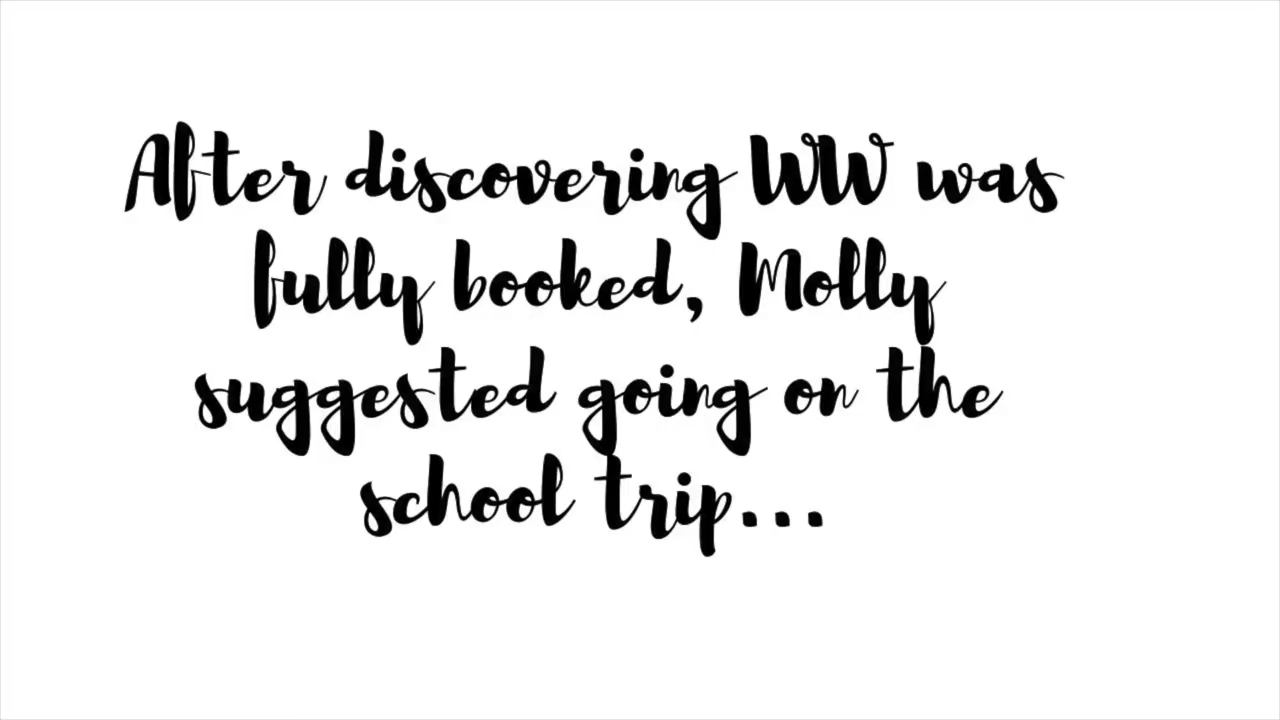 After discovering WW was
fully booked, Molly
suggested going on the
school trip...